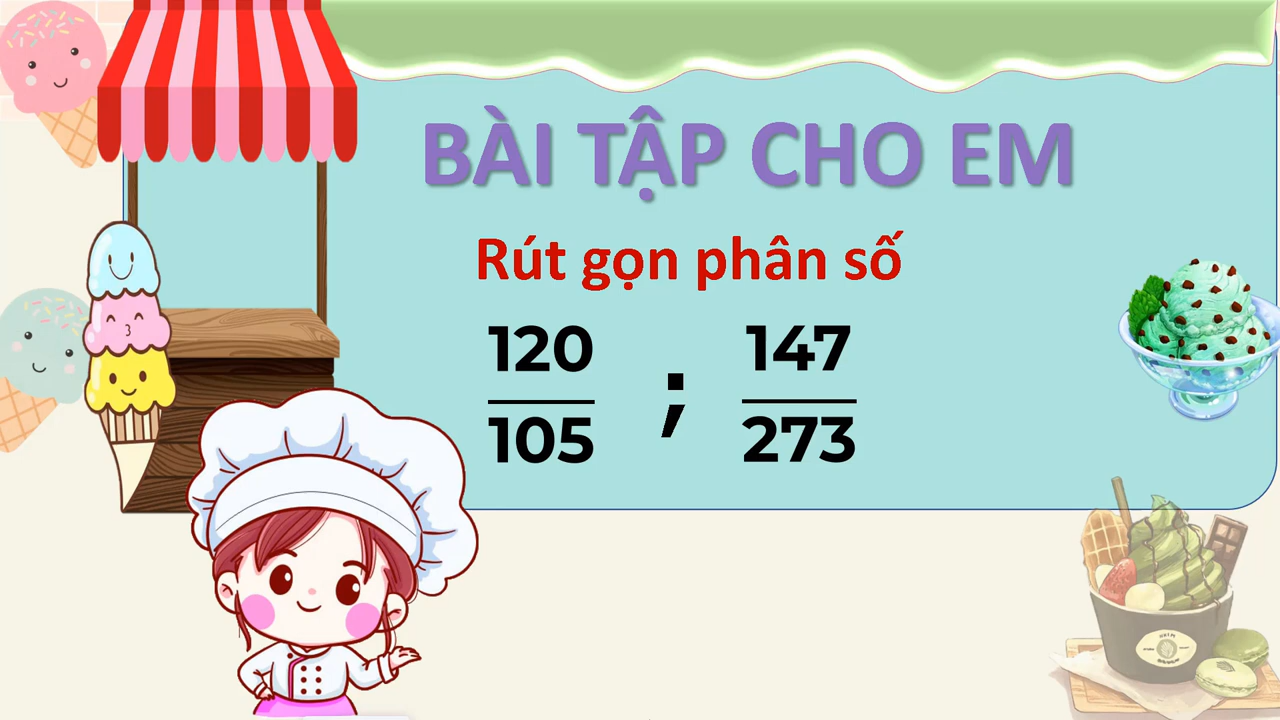 BÀI TẬP CHO EM
Rút gọn phân số
120 ; 147
105 273